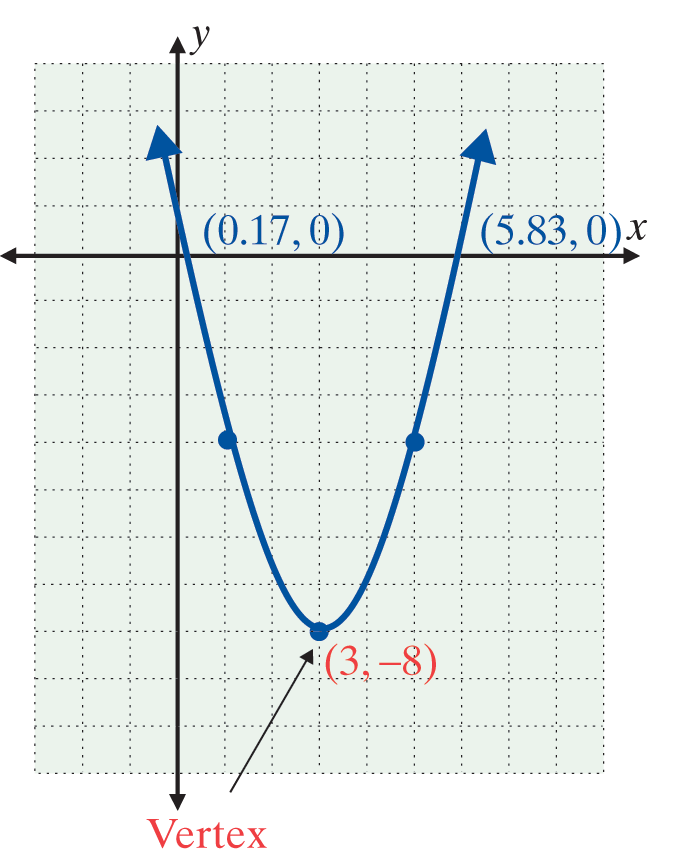 y
(0.17, 0)
(5.83, 0) x
(3, –8)
Vertex